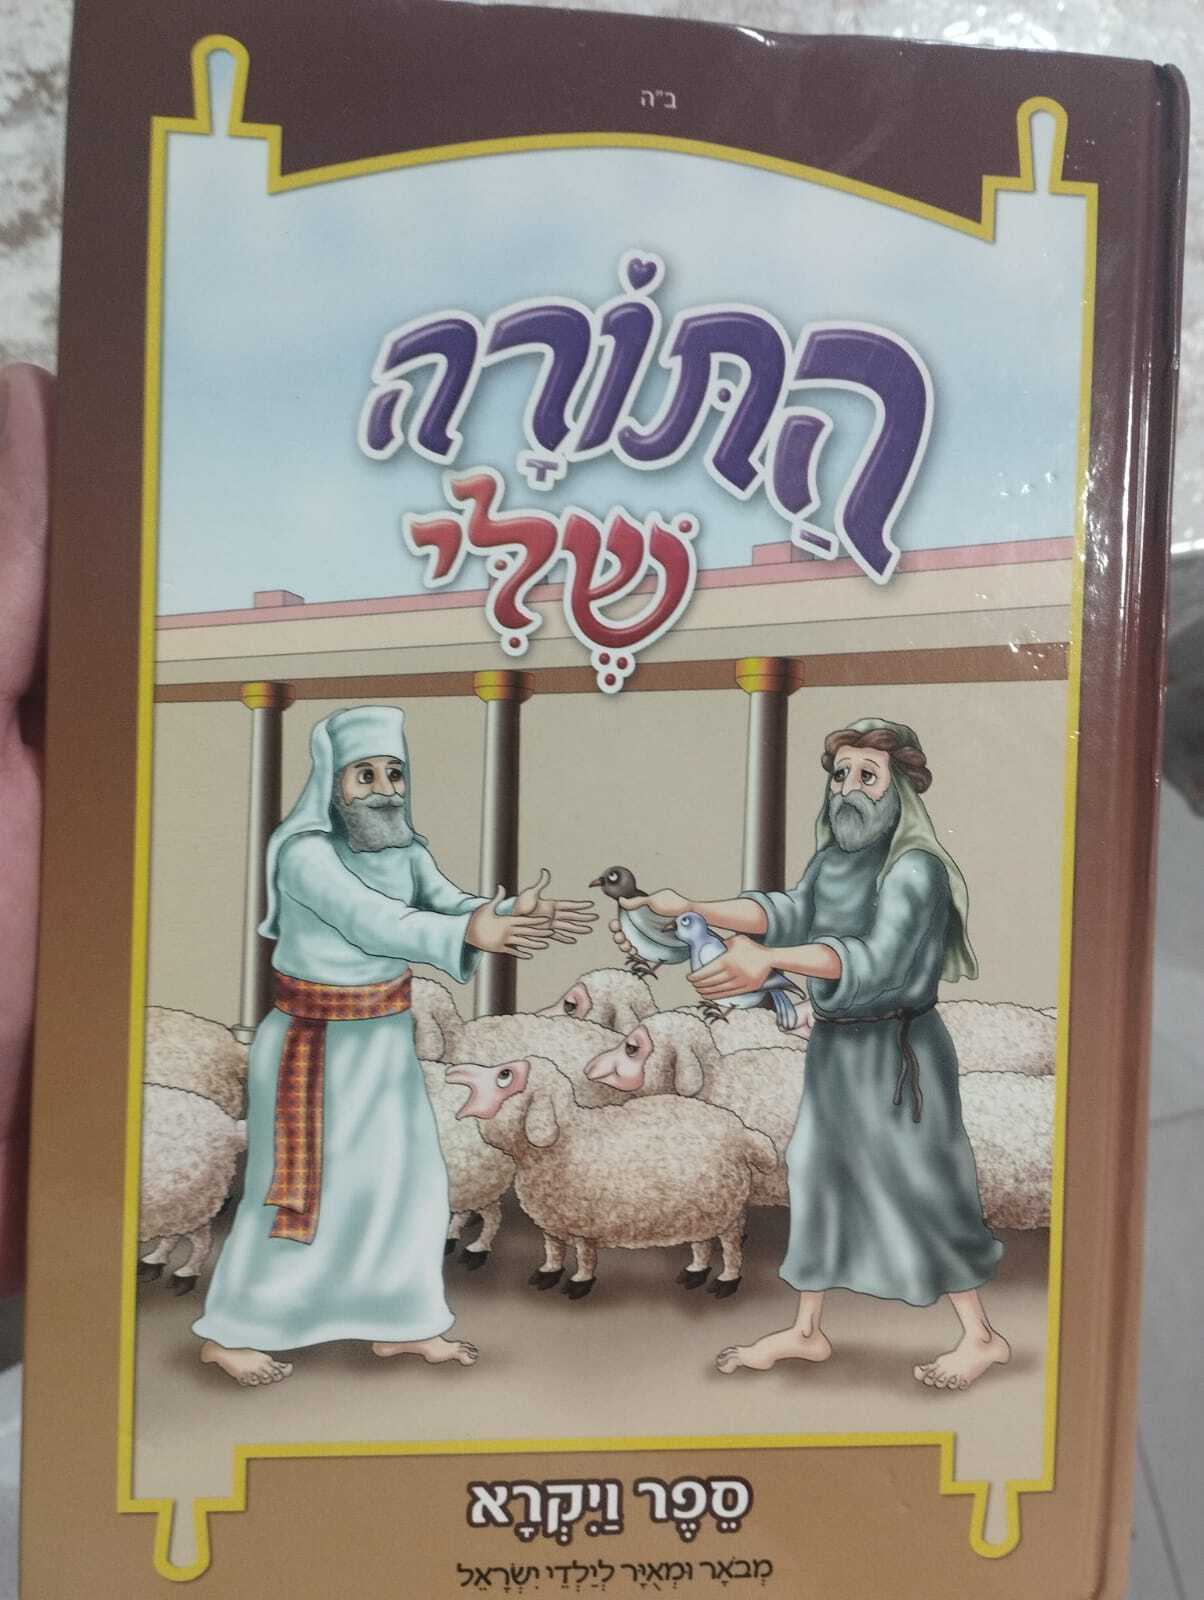 ב"ה
הַתּוֹרָה
שֶׁלִּי
סֵפֶר וַיִּקְרָא
מְבֹאָר וּמְאֻיָּר לְיַלְדֵי יִשְׂרָאֵל